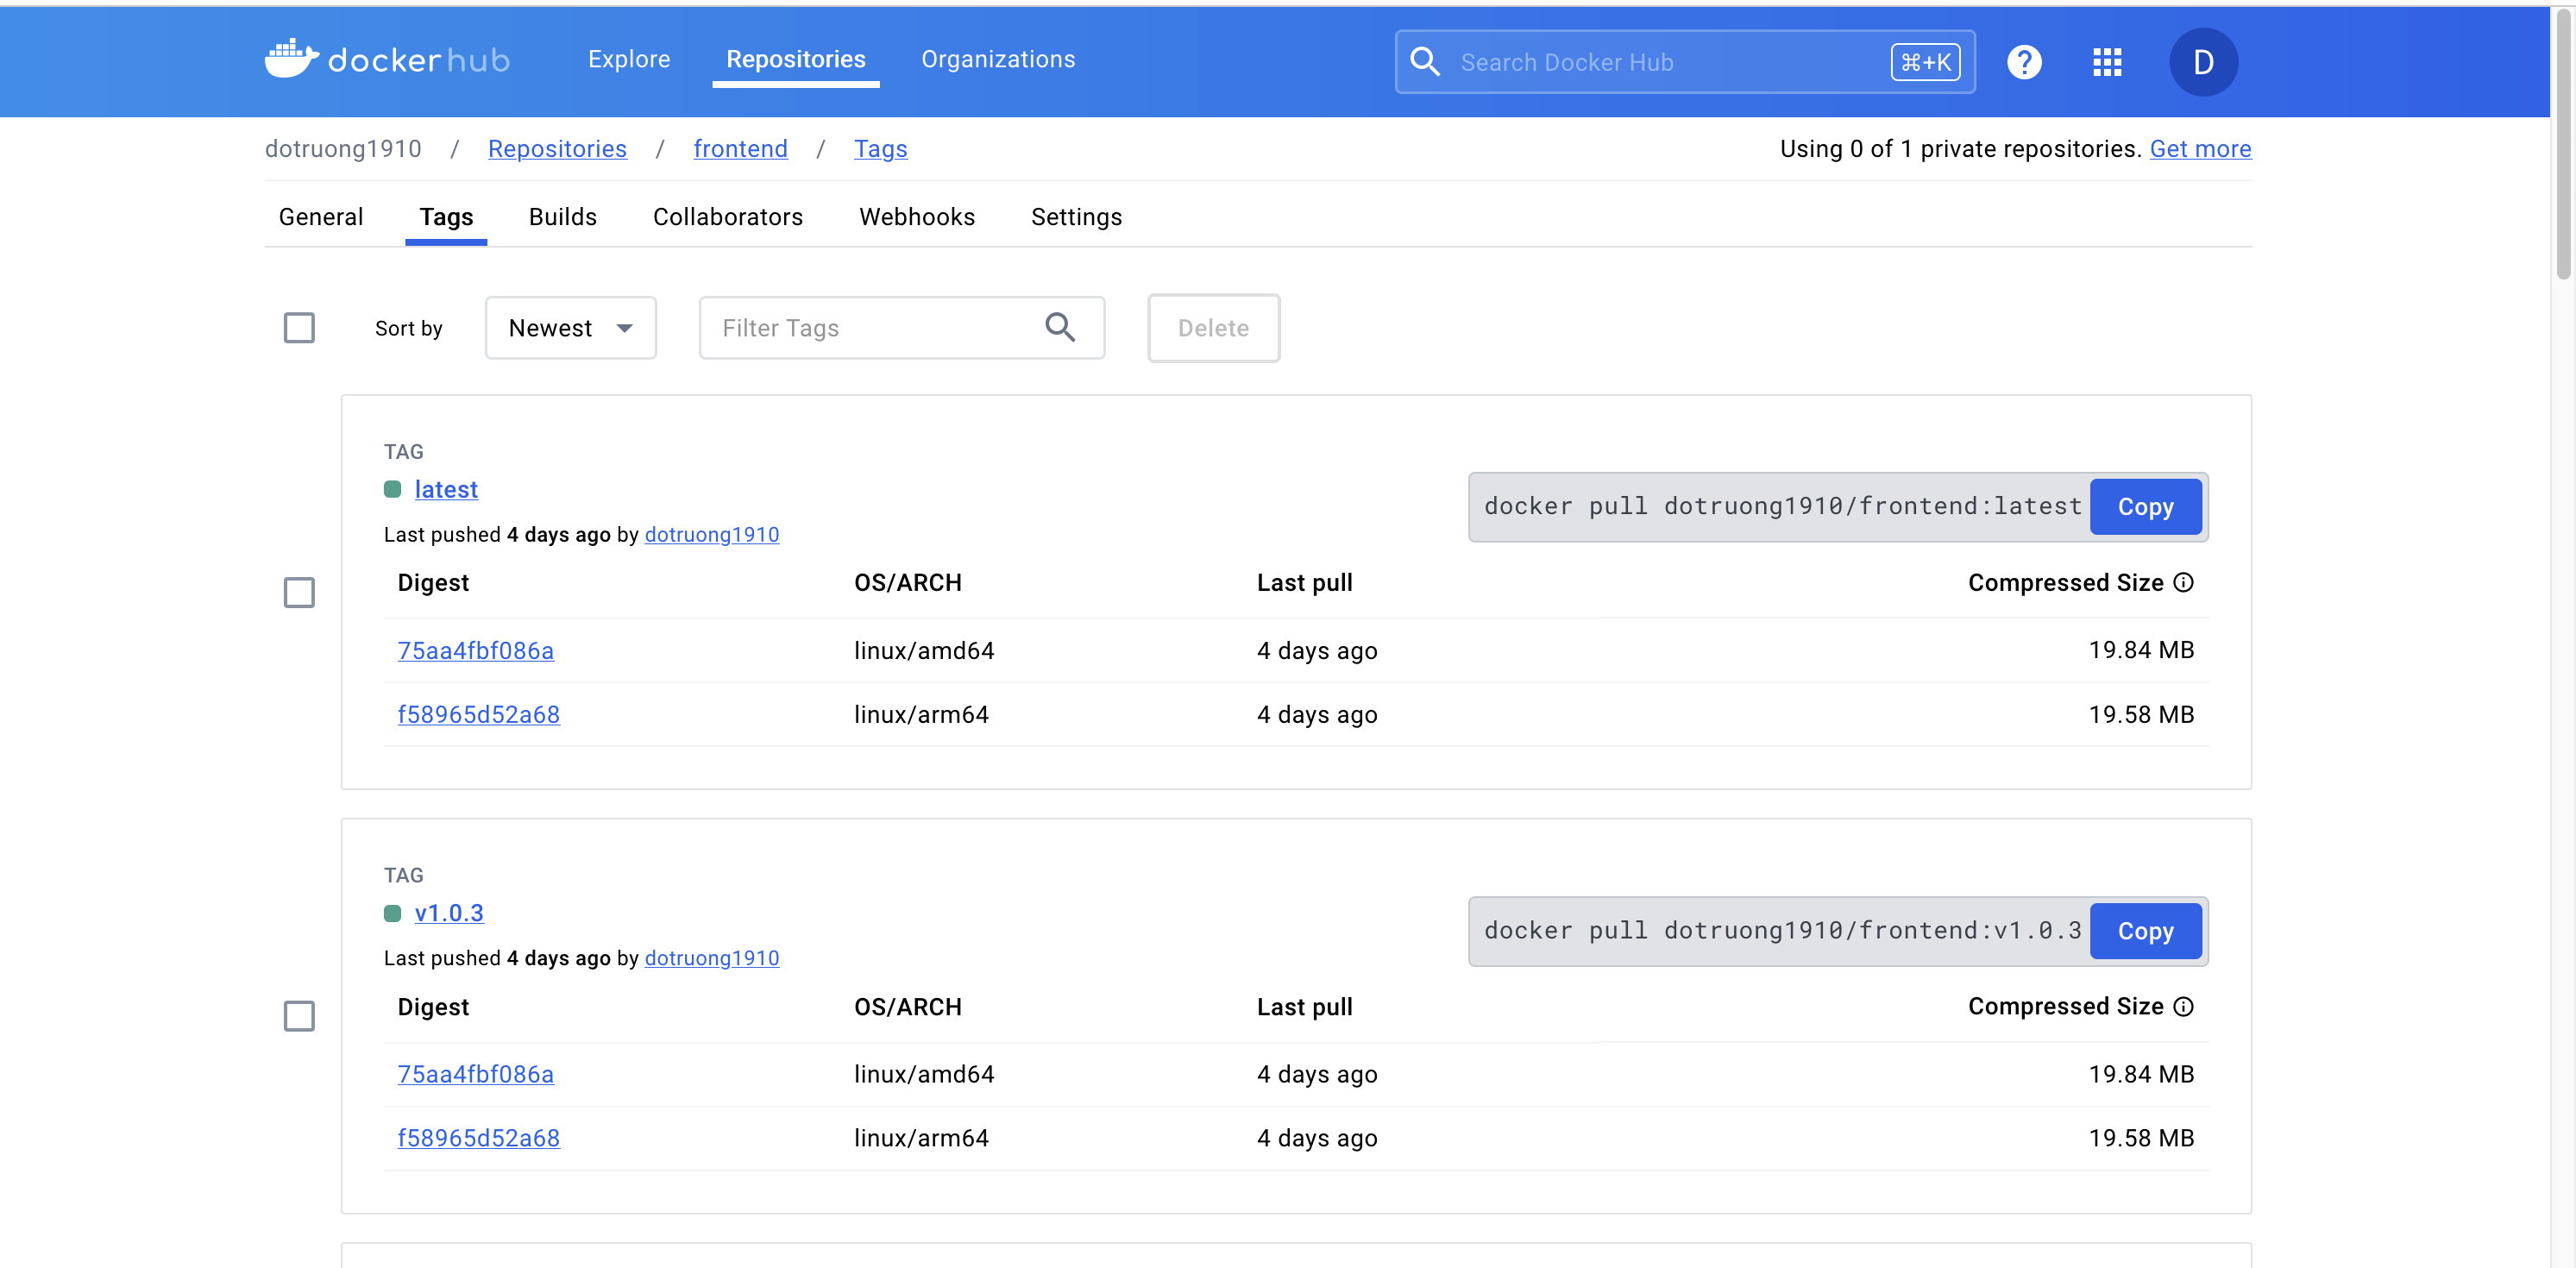 dockerhub Explore Repositories Organizations Search Docker Hub ⌘+K ? D
dotruong1910 / Repositories / frontend / Tags Using 0 of 1 private repositories. Get more
General Tags Builds Collaborators Webhooks Settings
Sort by Newest Filter Tags Delete
TAG
latest
docker pull dotruong1910/frontend:latest Copy
Last pushed 4 days ago by dotruong1910
Digest OS/ARCH Last pull Compressed Size
75aa4fbf086a linux/amd64 4 days ago 19.84 MB
f58965d52a68 linux/arm64 4 days ago 19.58 MB
TAG
v1.0.3
docker pull dotruong1910/frontend:v1.0.3 Copy
Last pushed 4 days ago by dotruong1910
Digest OS/ARCH Last pull Compressed Size
75aa4fbf086a linux/amd64 4 days ago 19.84 MB
f58965d52a68 linux/arm64 4 days ago 19.58 MB